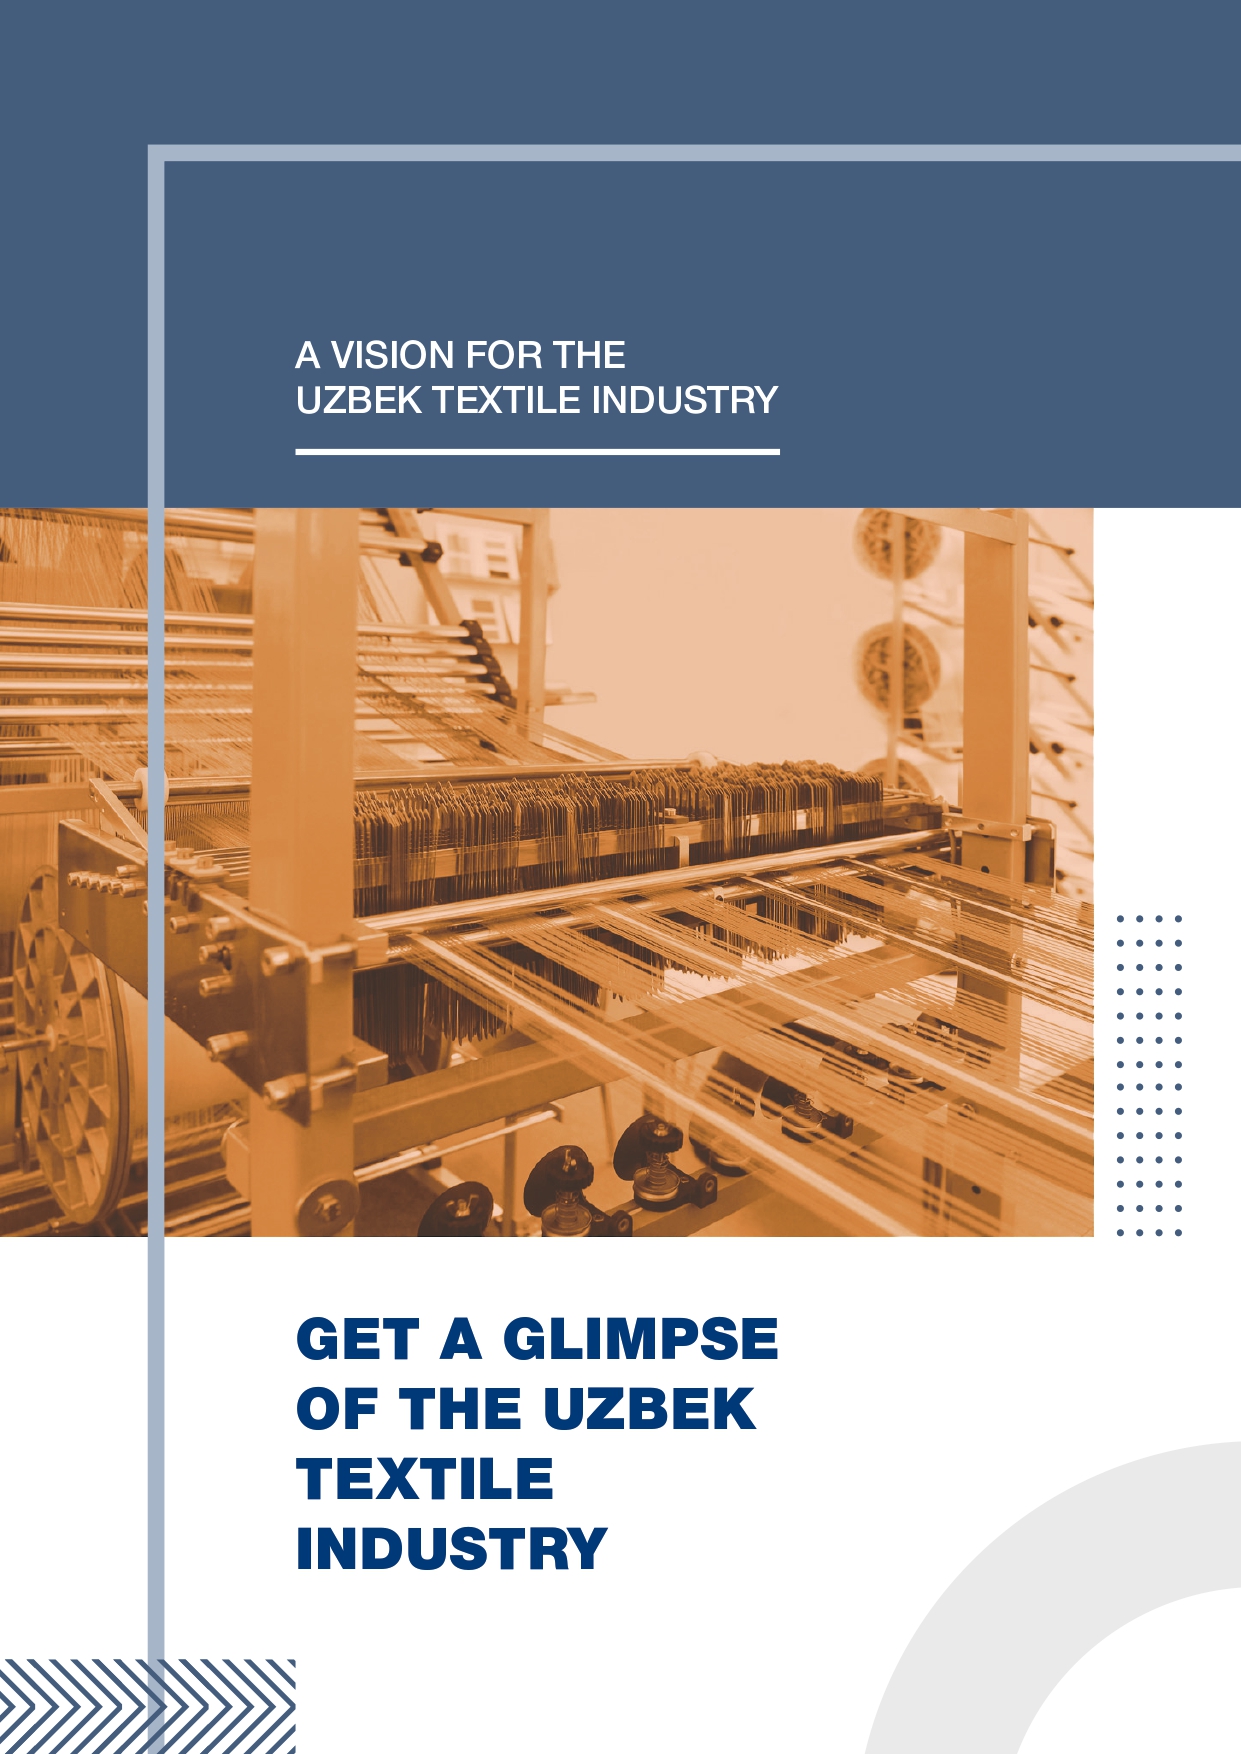 A VISION FOR THE
UZBEK TEXTILE INDUSTRY
GET A GLIMPSE
OF THE UZBEK
TEXTILE
INDUSTRY